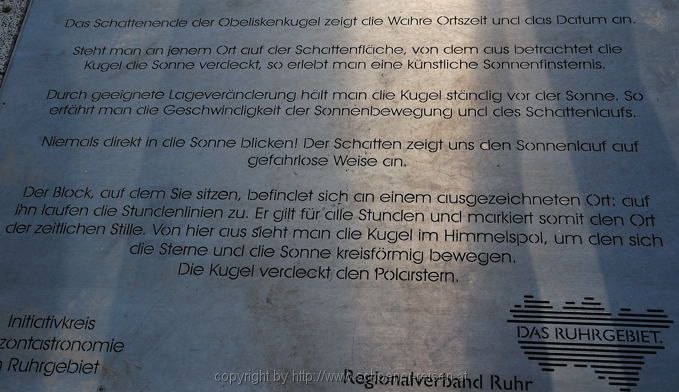 Das Schattenende der Obeliskenkugel zeigt die Wahre Ortszeit und das Datum an.
Steht man an jenem Ort auf der Schattenfläche, von dem aus betrachtet die
Kugel die Sonne verdeckt, so erlebt man eine künstliche Sonnenfinsternis.
Durch geeignete Lageveränderung hält man die Kugel ständig vor der Sonne. So
erfährt man die Geschwindigkeit der Sonnenbewegung und des Schattenlaufs.
Niemals direkt in die Sonne blicken! Der Schatten zeigt uns den Sonnenlauf auf
gefahrlose Weise an.
Der Block, auf dem Sie sitzen, befindet sich an einem ausgezeichneten Ort: auf
ihn laufen die Stundenlinien zu. Er gilt für alle Stunden und markiert somit den Ort
der zeitlichen Stille. Von hier aus sieht man die Kugel im Himmelspol, um den sich
die Sterne und die Sonne kreisförmig bewegen.
Die Kugel verdeckt den Polarstern.
Initiativkreis
zontastronomie
Ruhrgebiet
DAS RUHRGEBIET.
Regionalverband Ruhr
copyright by